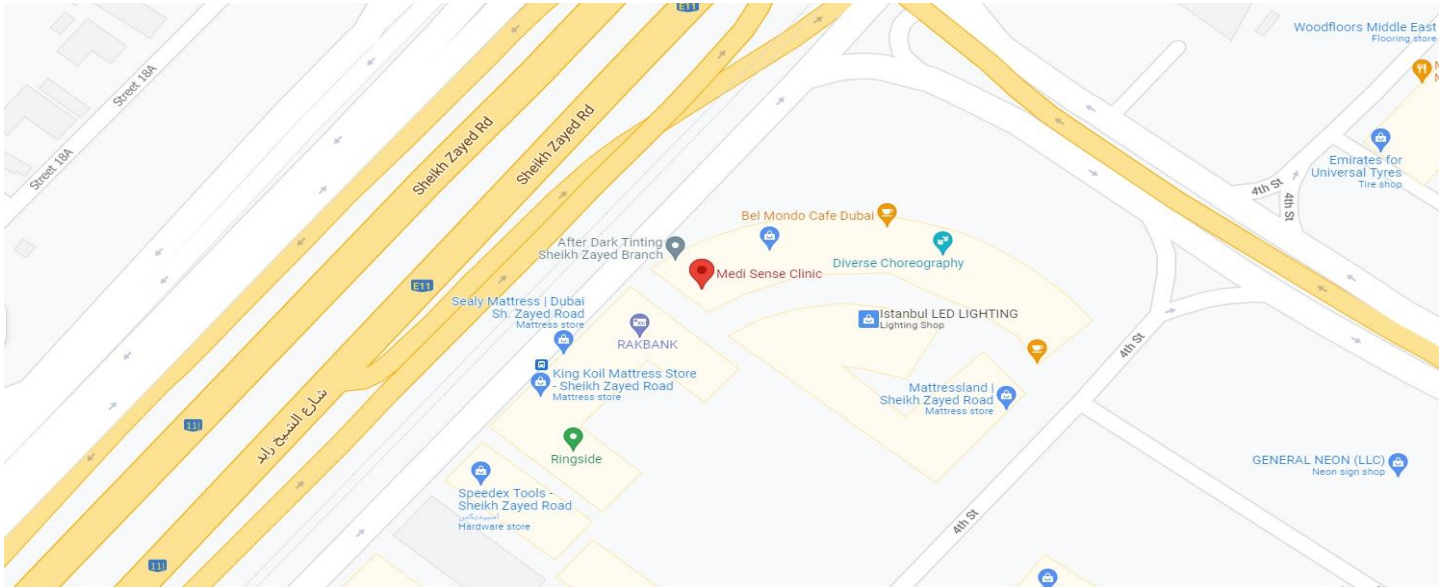 E11
Woodfloors Middle East
Flooring store
Street 18A
Street 18A
Sheikh Zayed Rd
Sheikh Zayed Rd
Emirates for
Universal Tyres
Tire shop
4th St
4th St
Bel Mondo Cafe Dubai
After Dark Tinting
Sheikh Zayed Branch
Diverse Choreography
Medi Sense Clinic
E11
Sealy Mattress | Dubai
Sh. Zayed Road
Mattress store
Istanbul LED LIGHTING
Lighting Shop
RAKBANK
4th St
King Koil Mattress Store
- Sheikh Zayed Road
Mattress store
Mattressland |
Sheikh Zayed Road
Mattress store
شارع الشيخ زايد
Ringside
GENERAL NEON (LLC)
Neon sign shop
Speedex Tools -
Sheikh Zayed Road
اسبيديكس
Hardware store
4th St